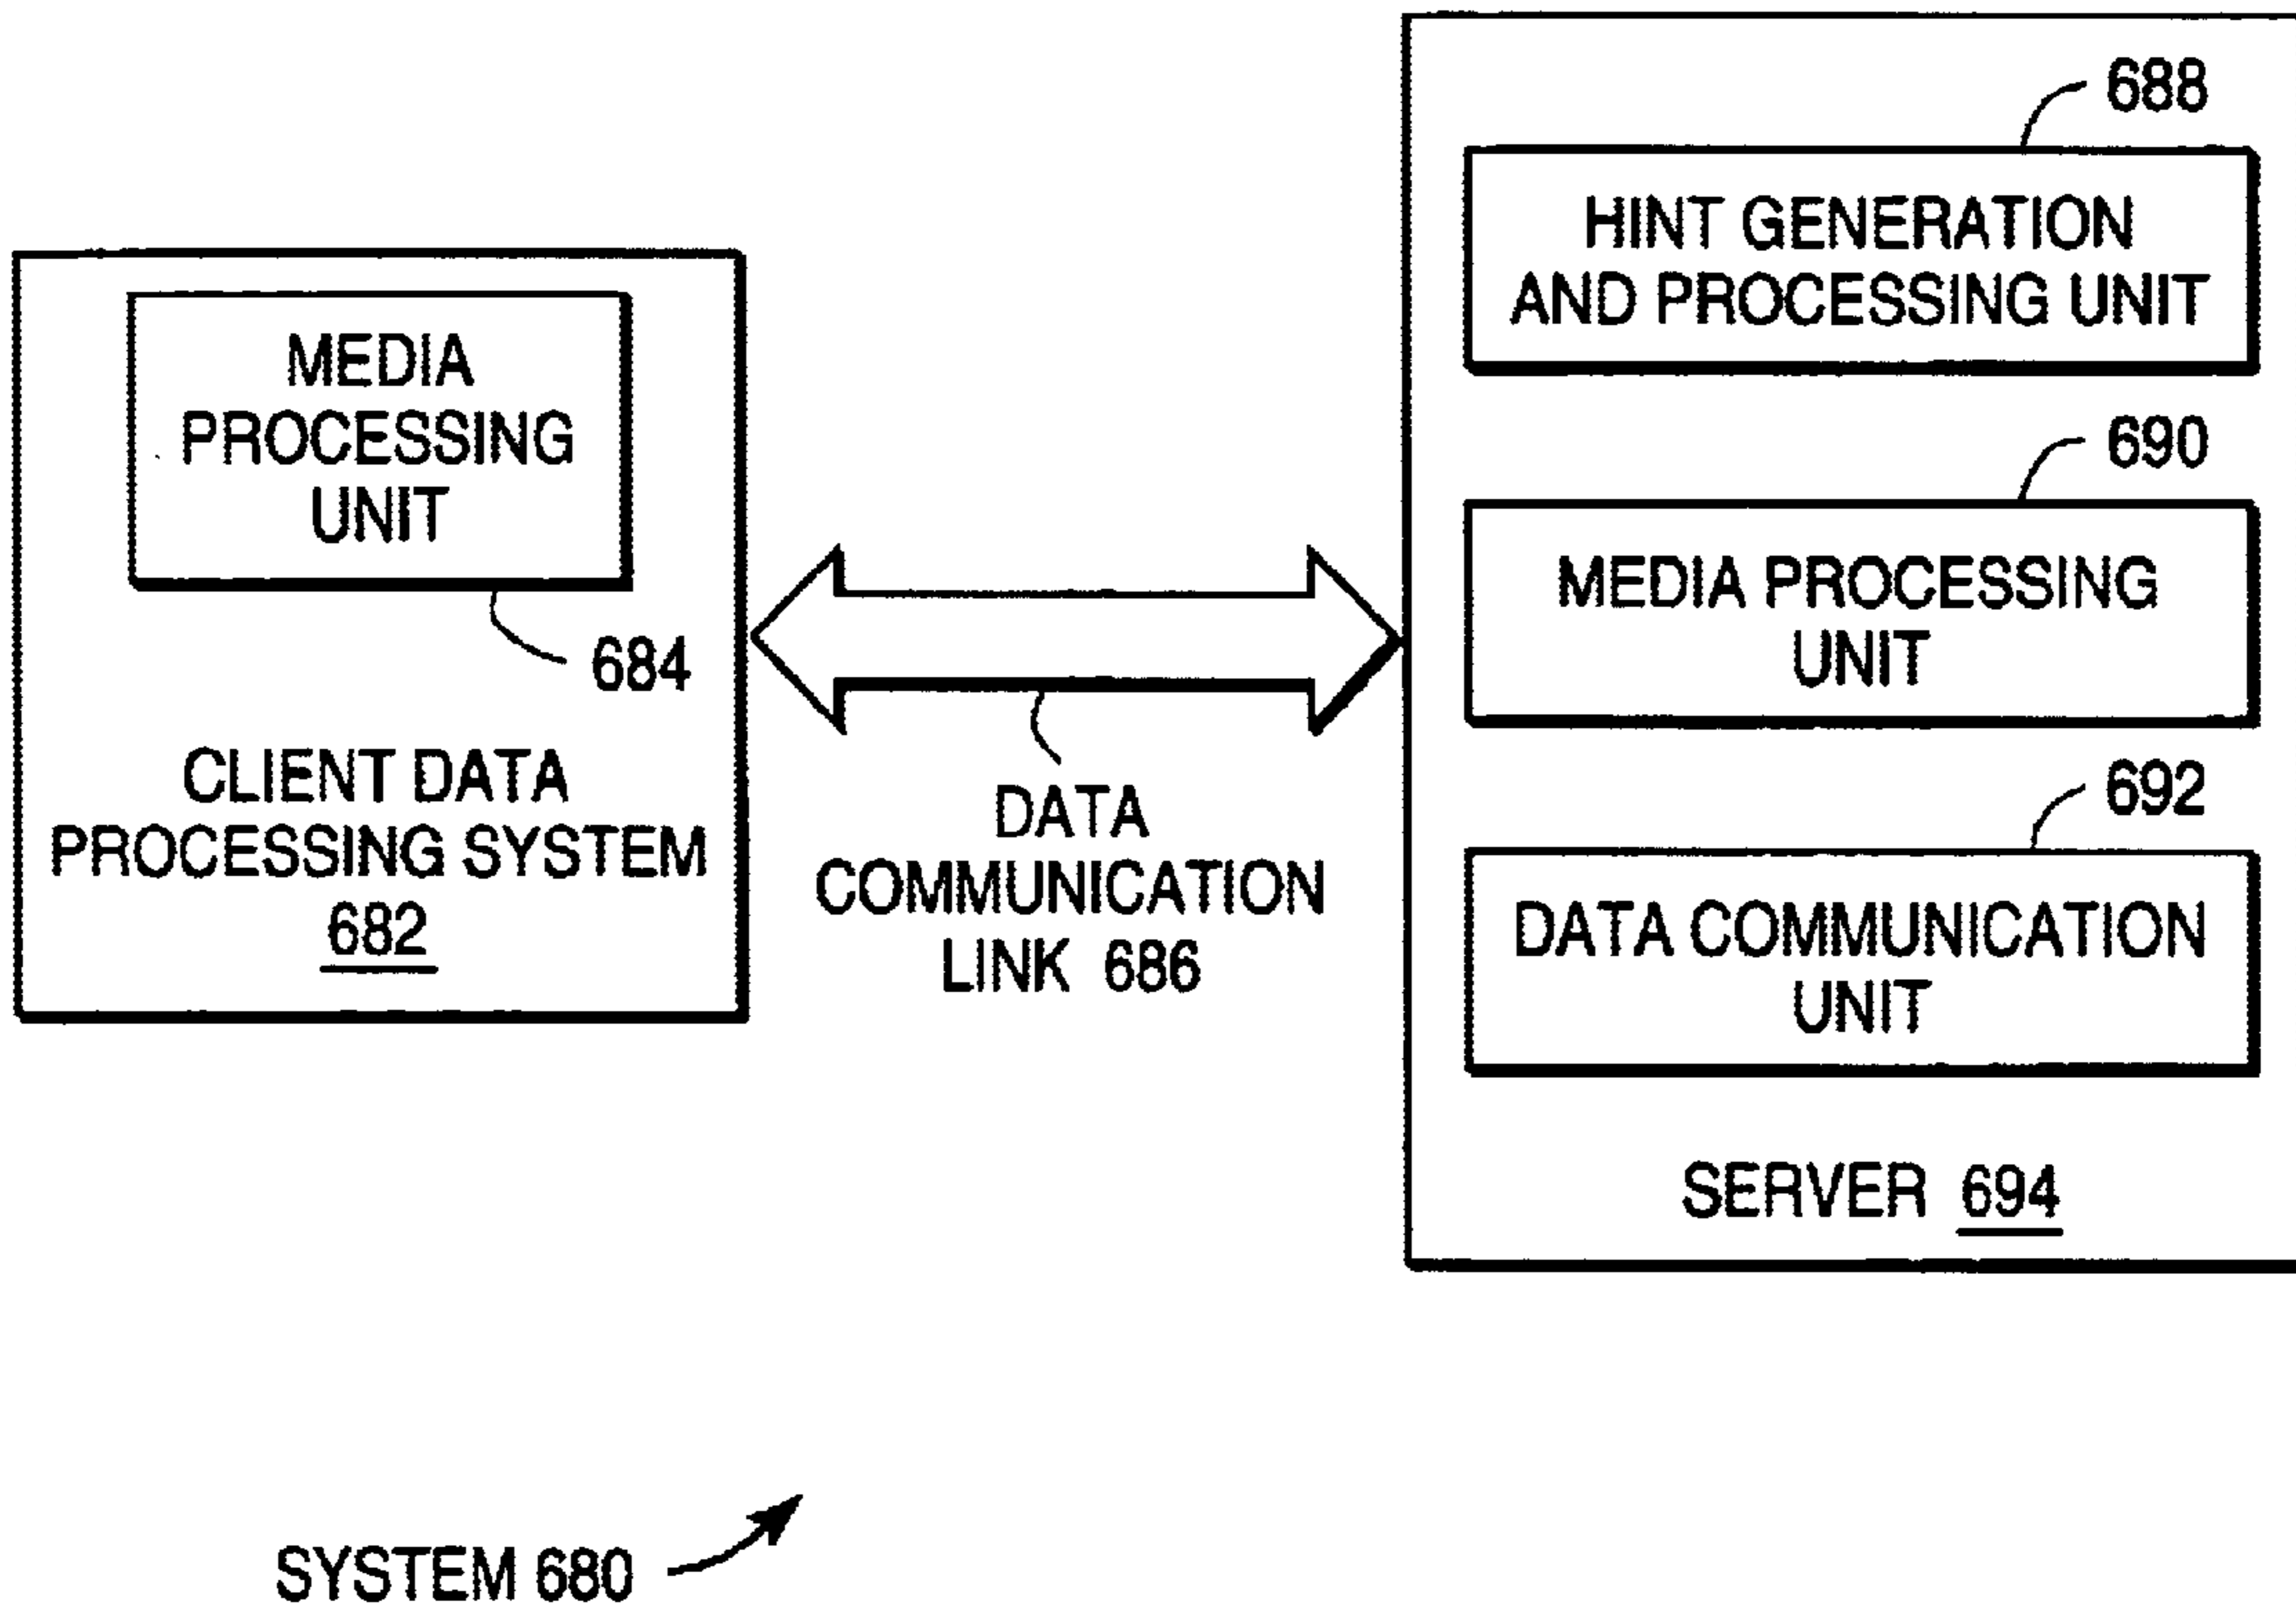 MEDIA
PROCESSING
UNIT
684
CLIENT DATA
PROCESSING SYSTEM
682
DATA
COMMUNICATION
LINK 686
688
HINT GENERATION
AND PROCESSING UNIT
690
MEDIA PROCESSING
UNIT
692
DATA COMMUNICATION
UNIT
SERVER 694
SYSTEM 680